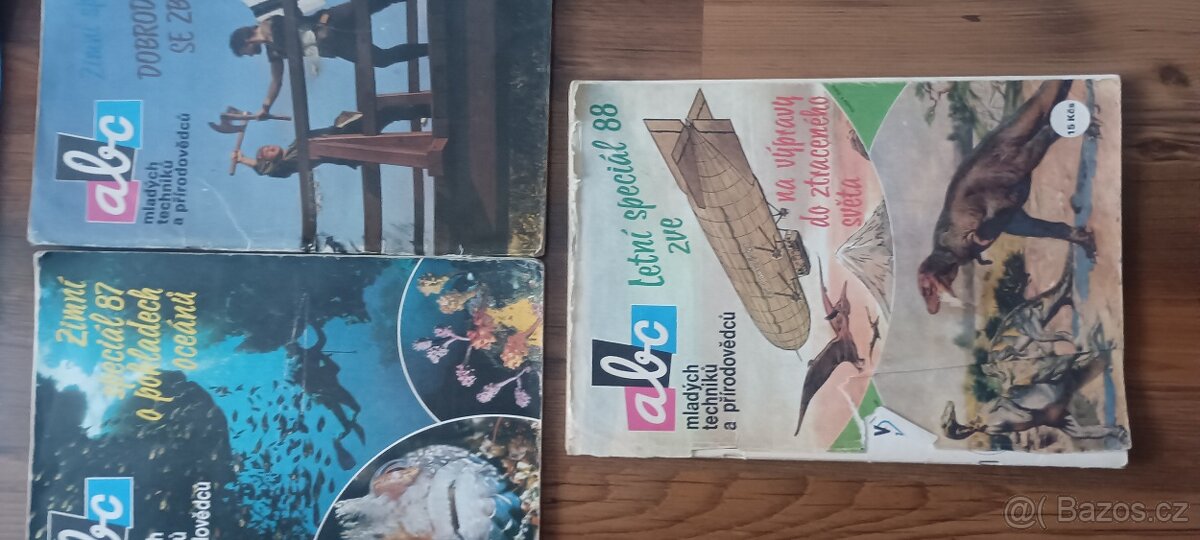 abc
mladých
techniků
a přírodovědců
DOBROD
SE ZB
Zimní
speciál 87
o pokladech
oceánů
abc
letní speciál 88
zve
na výpravy
do ztraceného
světa
abc
mladých
techniků
a přírodovědců
15 Kčs
@ Bazos.cz